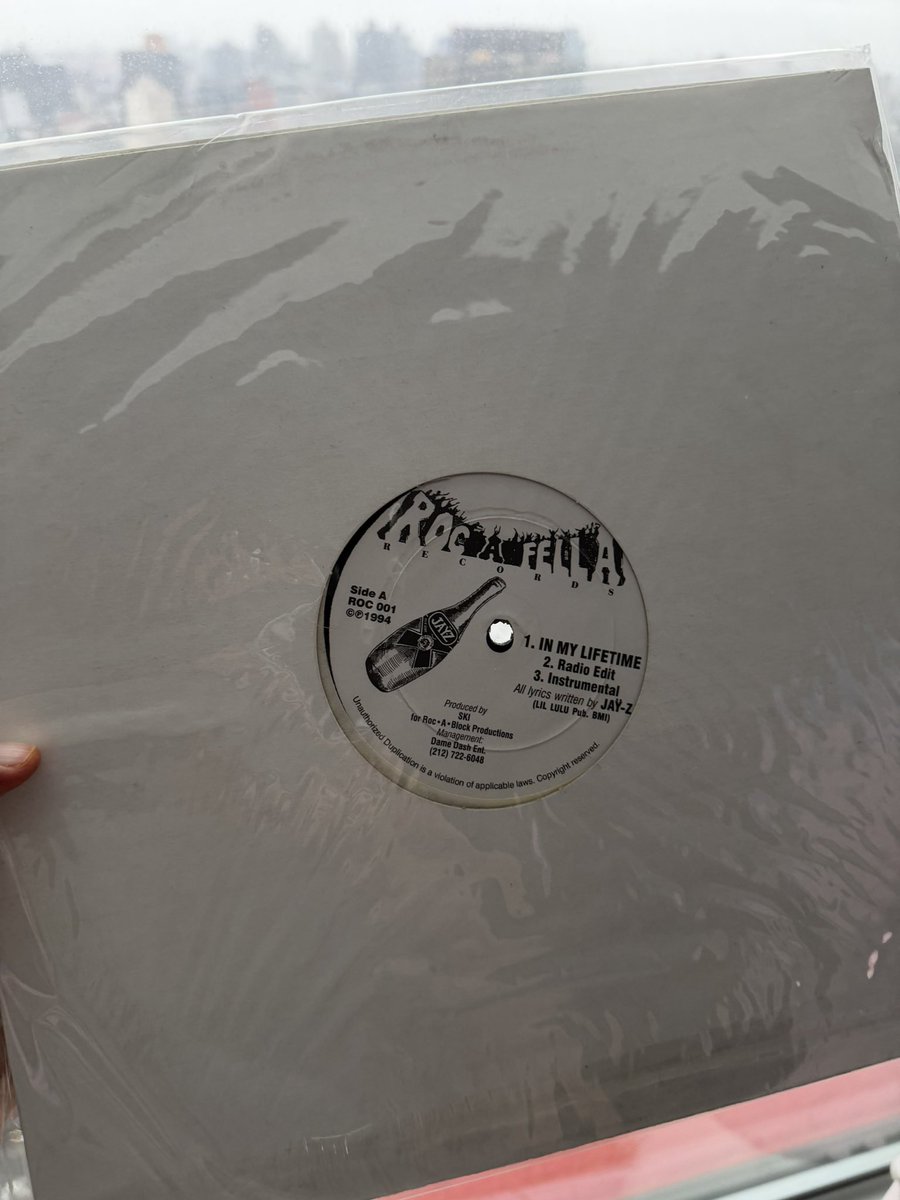 ROC A FELLA
RECORDS
Side A
ROC 001
©℗1994
JAY-Z
1. IN MY LIFETIME
2. Radio Edit
3. Instrumental
All lyrics written by JAY-Z
(LIL LULU Pub. BMI)
Produced by
SKI
for Roc•A•Block Productions
Management:
Dame Dash Ent.
(212) 722-6048
Unauthorized Duplication is a violation of applicable laws. Copyright reserved.